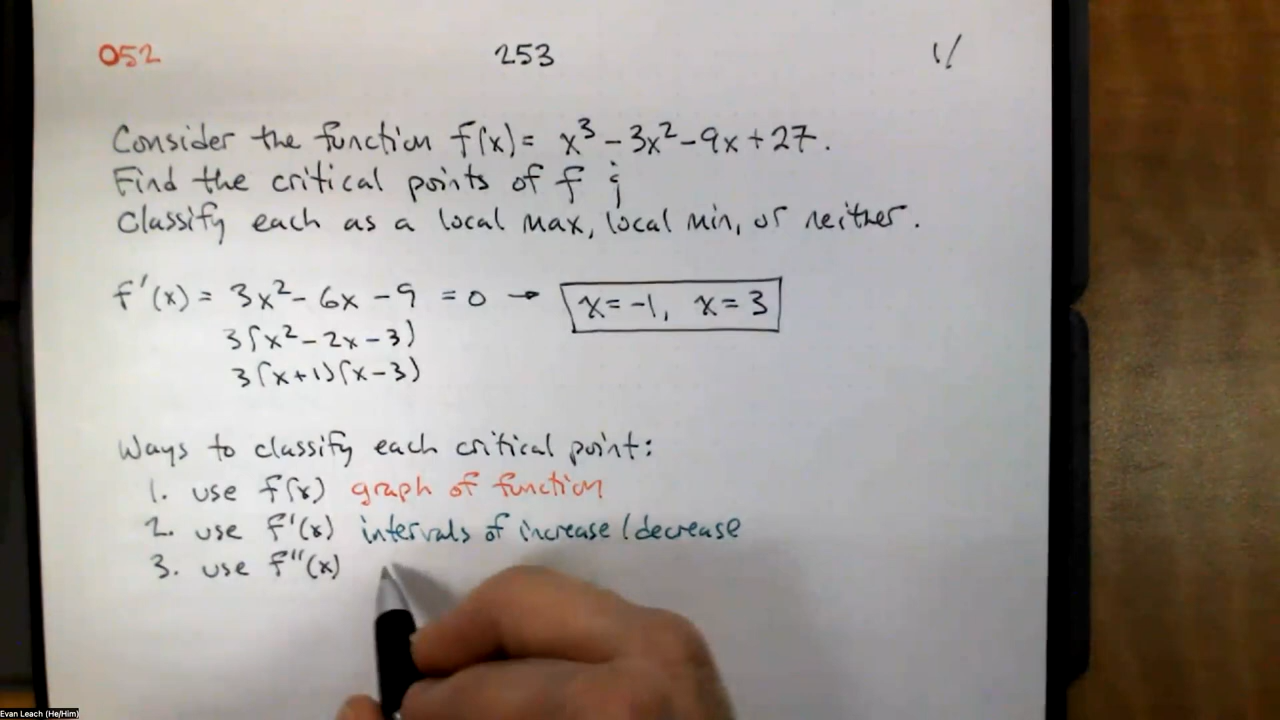 052 253 1/
Consider the function f(x) = x³ - 3x² - 9x + 27.
Find the critical points of f &
Classify each as a local max, local min, or neither.
f'(x) = 3x² - 6x - 9 = 0 → x = -1, x = 3
3(x² - 2x - 3)
3(x+1)(x-3)
Ways to classify each critical point:
1. use f(x) graph of function
2. use f'(x) intervals of increase/decrease
3. use f"(x)
Evan Leach (He/Him)